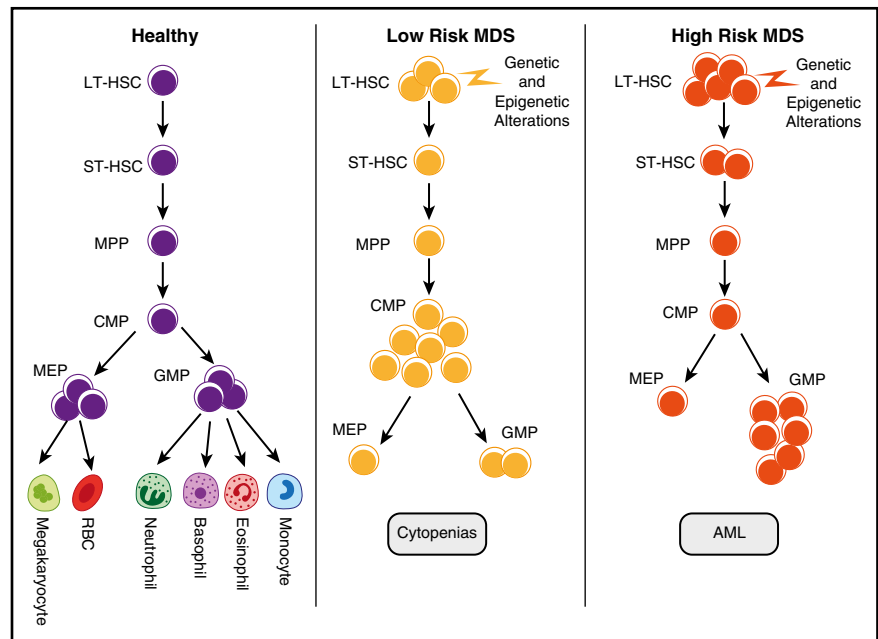 Healthy
LT-HSC
ST-HSC
MPP
CMP
MEP
GMP
Megakaryocyte
RBC
Neutrophil
Basophil
Eosinophil
Monocyte
Low Risk MDS
LT-HSC
Genetic
and
Epigenetic
Alterations
ST-HSC
MPP
CMP
MEP
GMP
Cytopenias
High Risk MDS
LT-HSC
Genetic
and
Epigenetic
Alterations
ST-HSC
MPP
CMP
MEP
GMP
AML